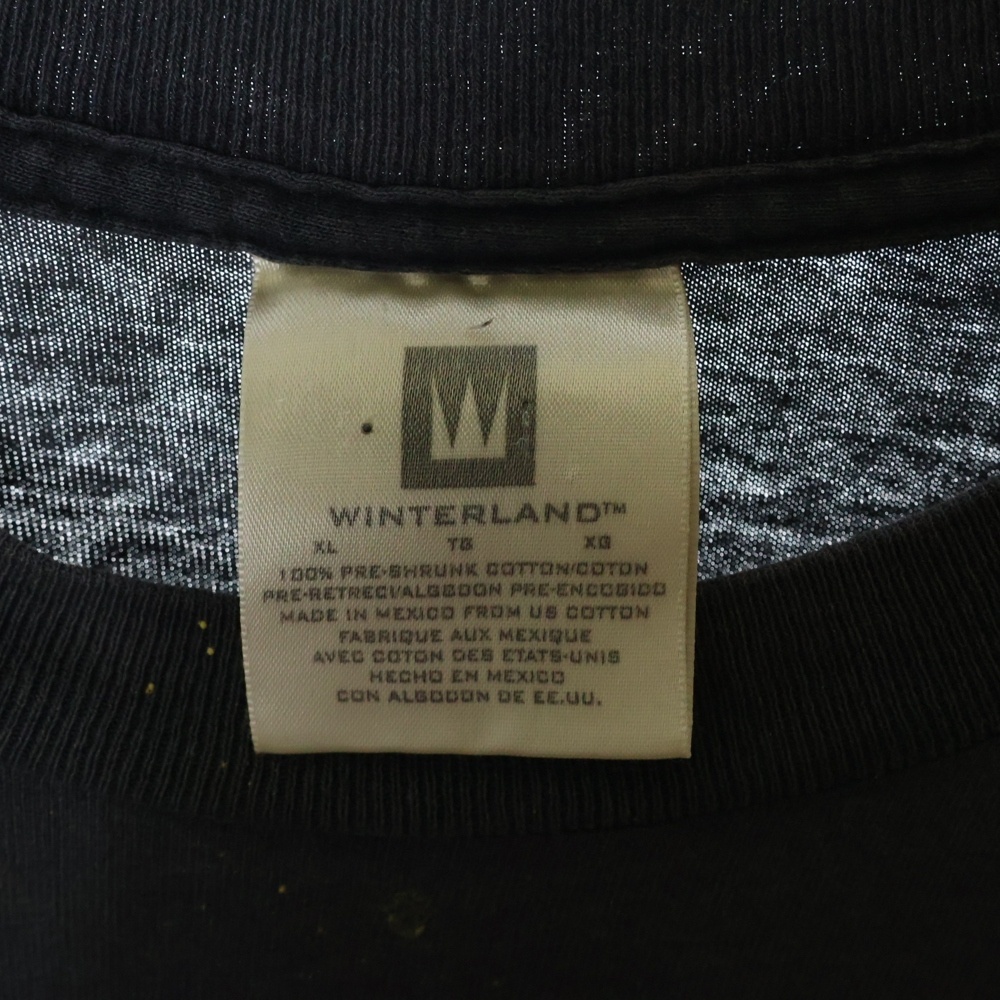 W
WINTERLAND™
XL TG XG
100% PRE-SHRUNK COTTON/COTON
PRE-RETRECI/ALGODON PRE-ENCOGIDO
MADE IN MEXICO FROM US COTTON
FABRIQUE AUX MEXIQUE
AVEC COTON DES ETATS-UNIS
HECHO EN MEXICO
CON ALGODON DE EE.UU.